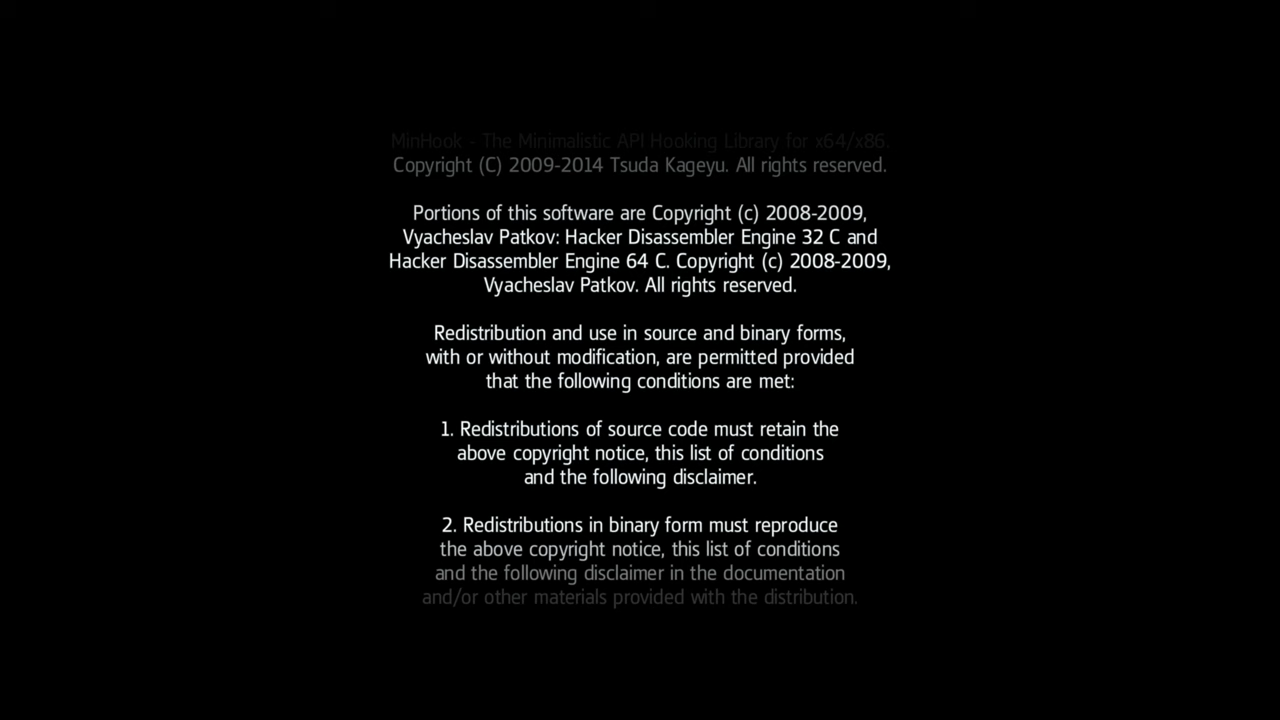 MinHook - The Minimalistic API Hooking Library for x64/x86.
Copyright (C) 2009-2014 Tsuda Kageyu. All rights reserved.
Portions of this software are Copyright (c) 2008-2009,
Vyacheslav Patkov: Hacker Disassembler Engine 32 C and
Hacker Disassembler Engine 64 C. Copyright (c) 2008-2009,
Vyacheslav Patkov. All rights reserved.
Redistribution and use in source and binary forms,
with or without modification, are permitted provided
that the following conditions are met:
1. Redistributions of source code must retain the
above copyright notice, this list of conditions
and the following disclaimer.
2. Redistributions in binary form must reproduce
the above copyright notice, this list of conditions
and the following disclaimer in the documentation
and/or other materials provided with the distribution.